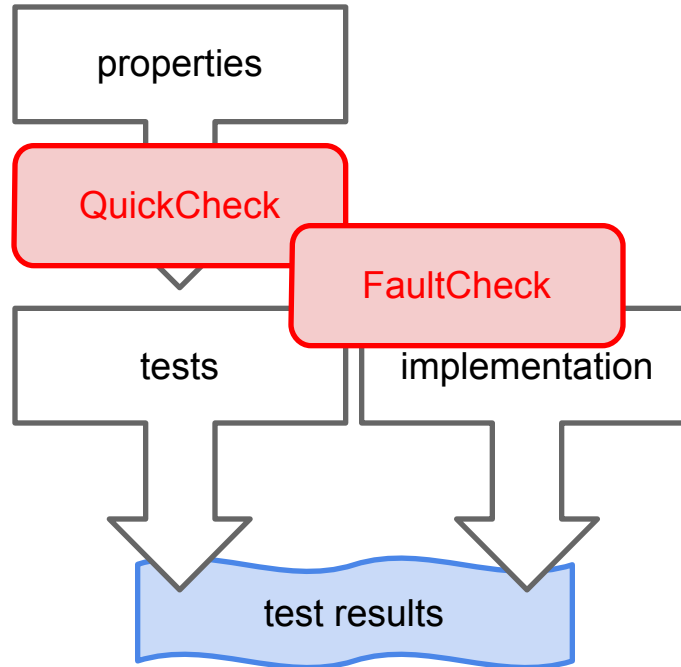 properties
QuickCheck
FaultCheck
tests
implementation
test results